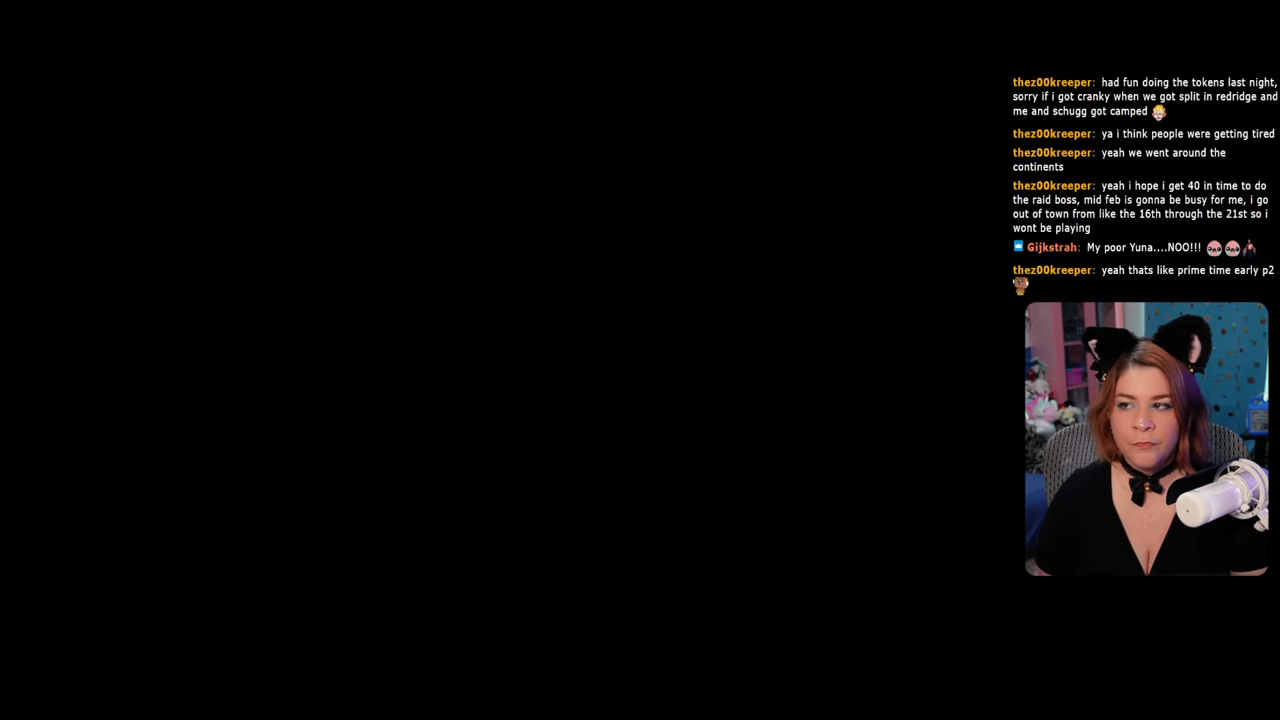 thez00kreeper: had fun doing the tokens last night,
sorry if i got cranky when we got split in redridge and
me and schugg got camped
thez00kreeper: ya i think people were getting tired
thez00kreeper: yeah we went around the
continents
thez00kreeper: yeah i hope i get 40 in time to do
the raid boss, mid feb is gonna be busy for me, i go
out of town from like the 16th through the 21st so i
wont be playing
Gijkstrah: My poor Yuna....NOO!!!
thez00kreeper: yeah thats like prime time early p2